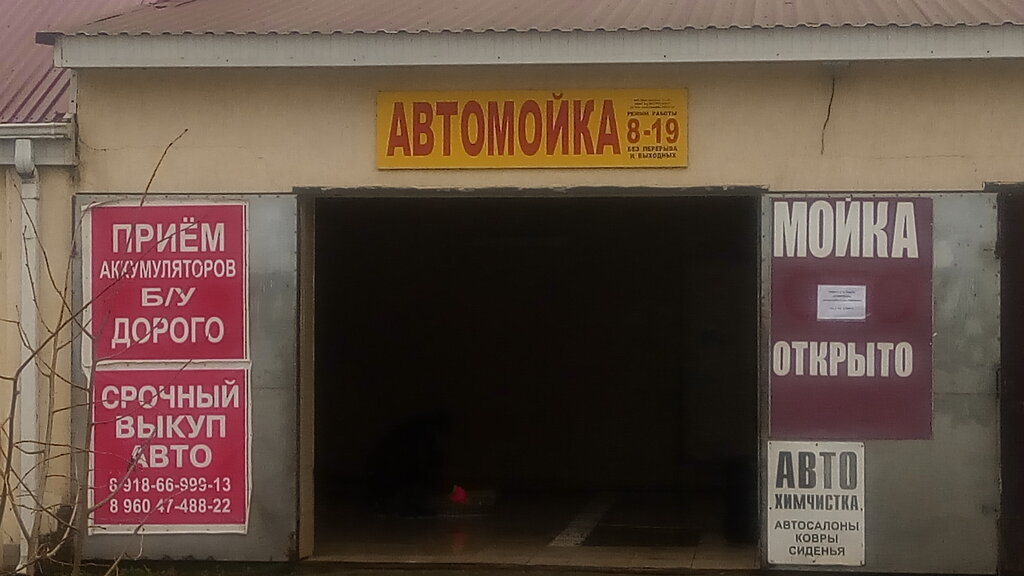 АВТОМОЙКА
РЕЖИМ РАБОТЫ
8-19
БЕЗ ПЕРЕРЫВА
И ВЫХОДНЫХ
ПРИЁМ
АККУМУЛЯТОРОВ
Б/У
ДОРОГО
СРОЧНЫЙ
ВЫКУП
АВТО
8 918-66-999-13
8 960 47-488-22
МОЙКА
ОТКРЫТО
АВТО
ХИМЧИСТКА
АВТОСАЛОНЫ
КОВРЫ
СИДЕНЬЯ